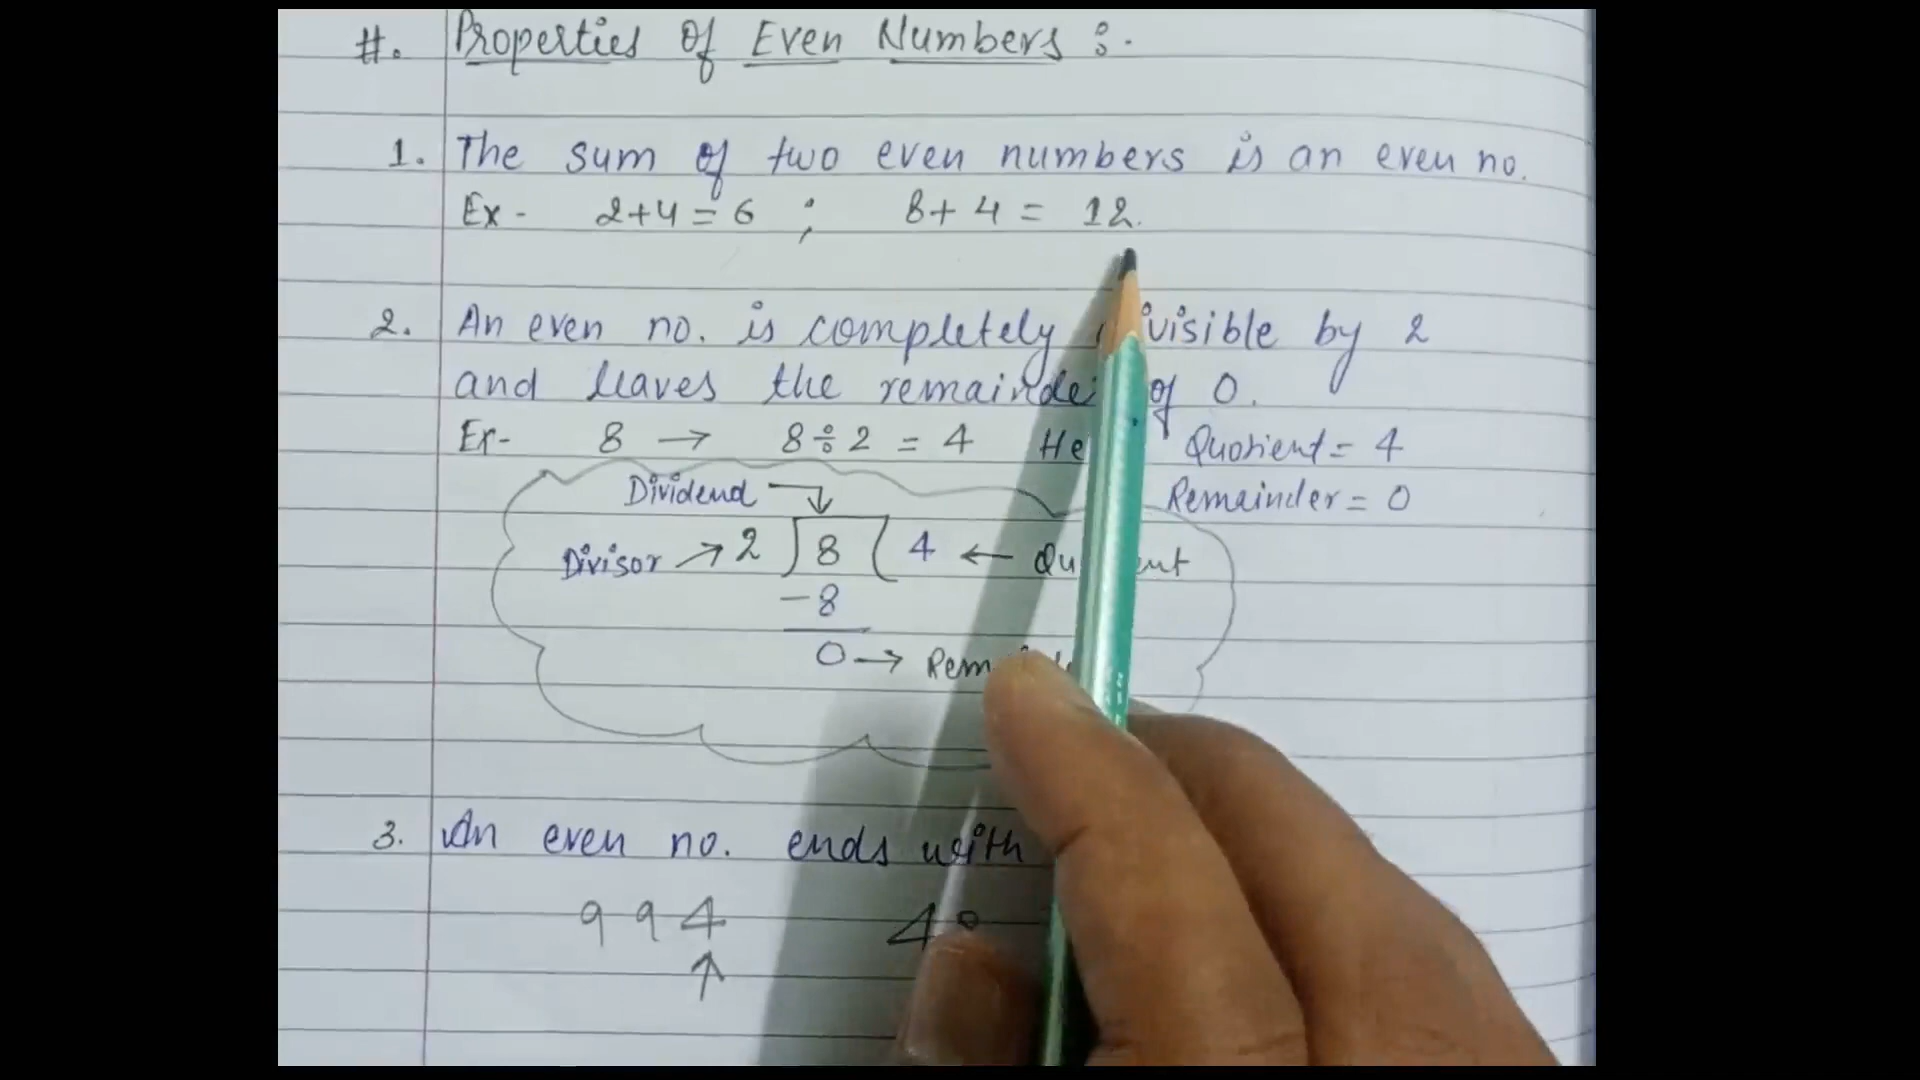 #. Properties of Even Numbers :.
1. The sum of two even numbers is an even no.
Ex - 2+4 = 6 ; 8+ 4 = 12.
2. An even no. is completely by 2
and leaves the of 0.
Ex- 8 → 8÷2 = 4 Quotient = 4
Remainder = 0
Dividend
Divisor → 2 ) 8 ( 4 ←
-8
0 →
3. An even no. ends with
994
↑